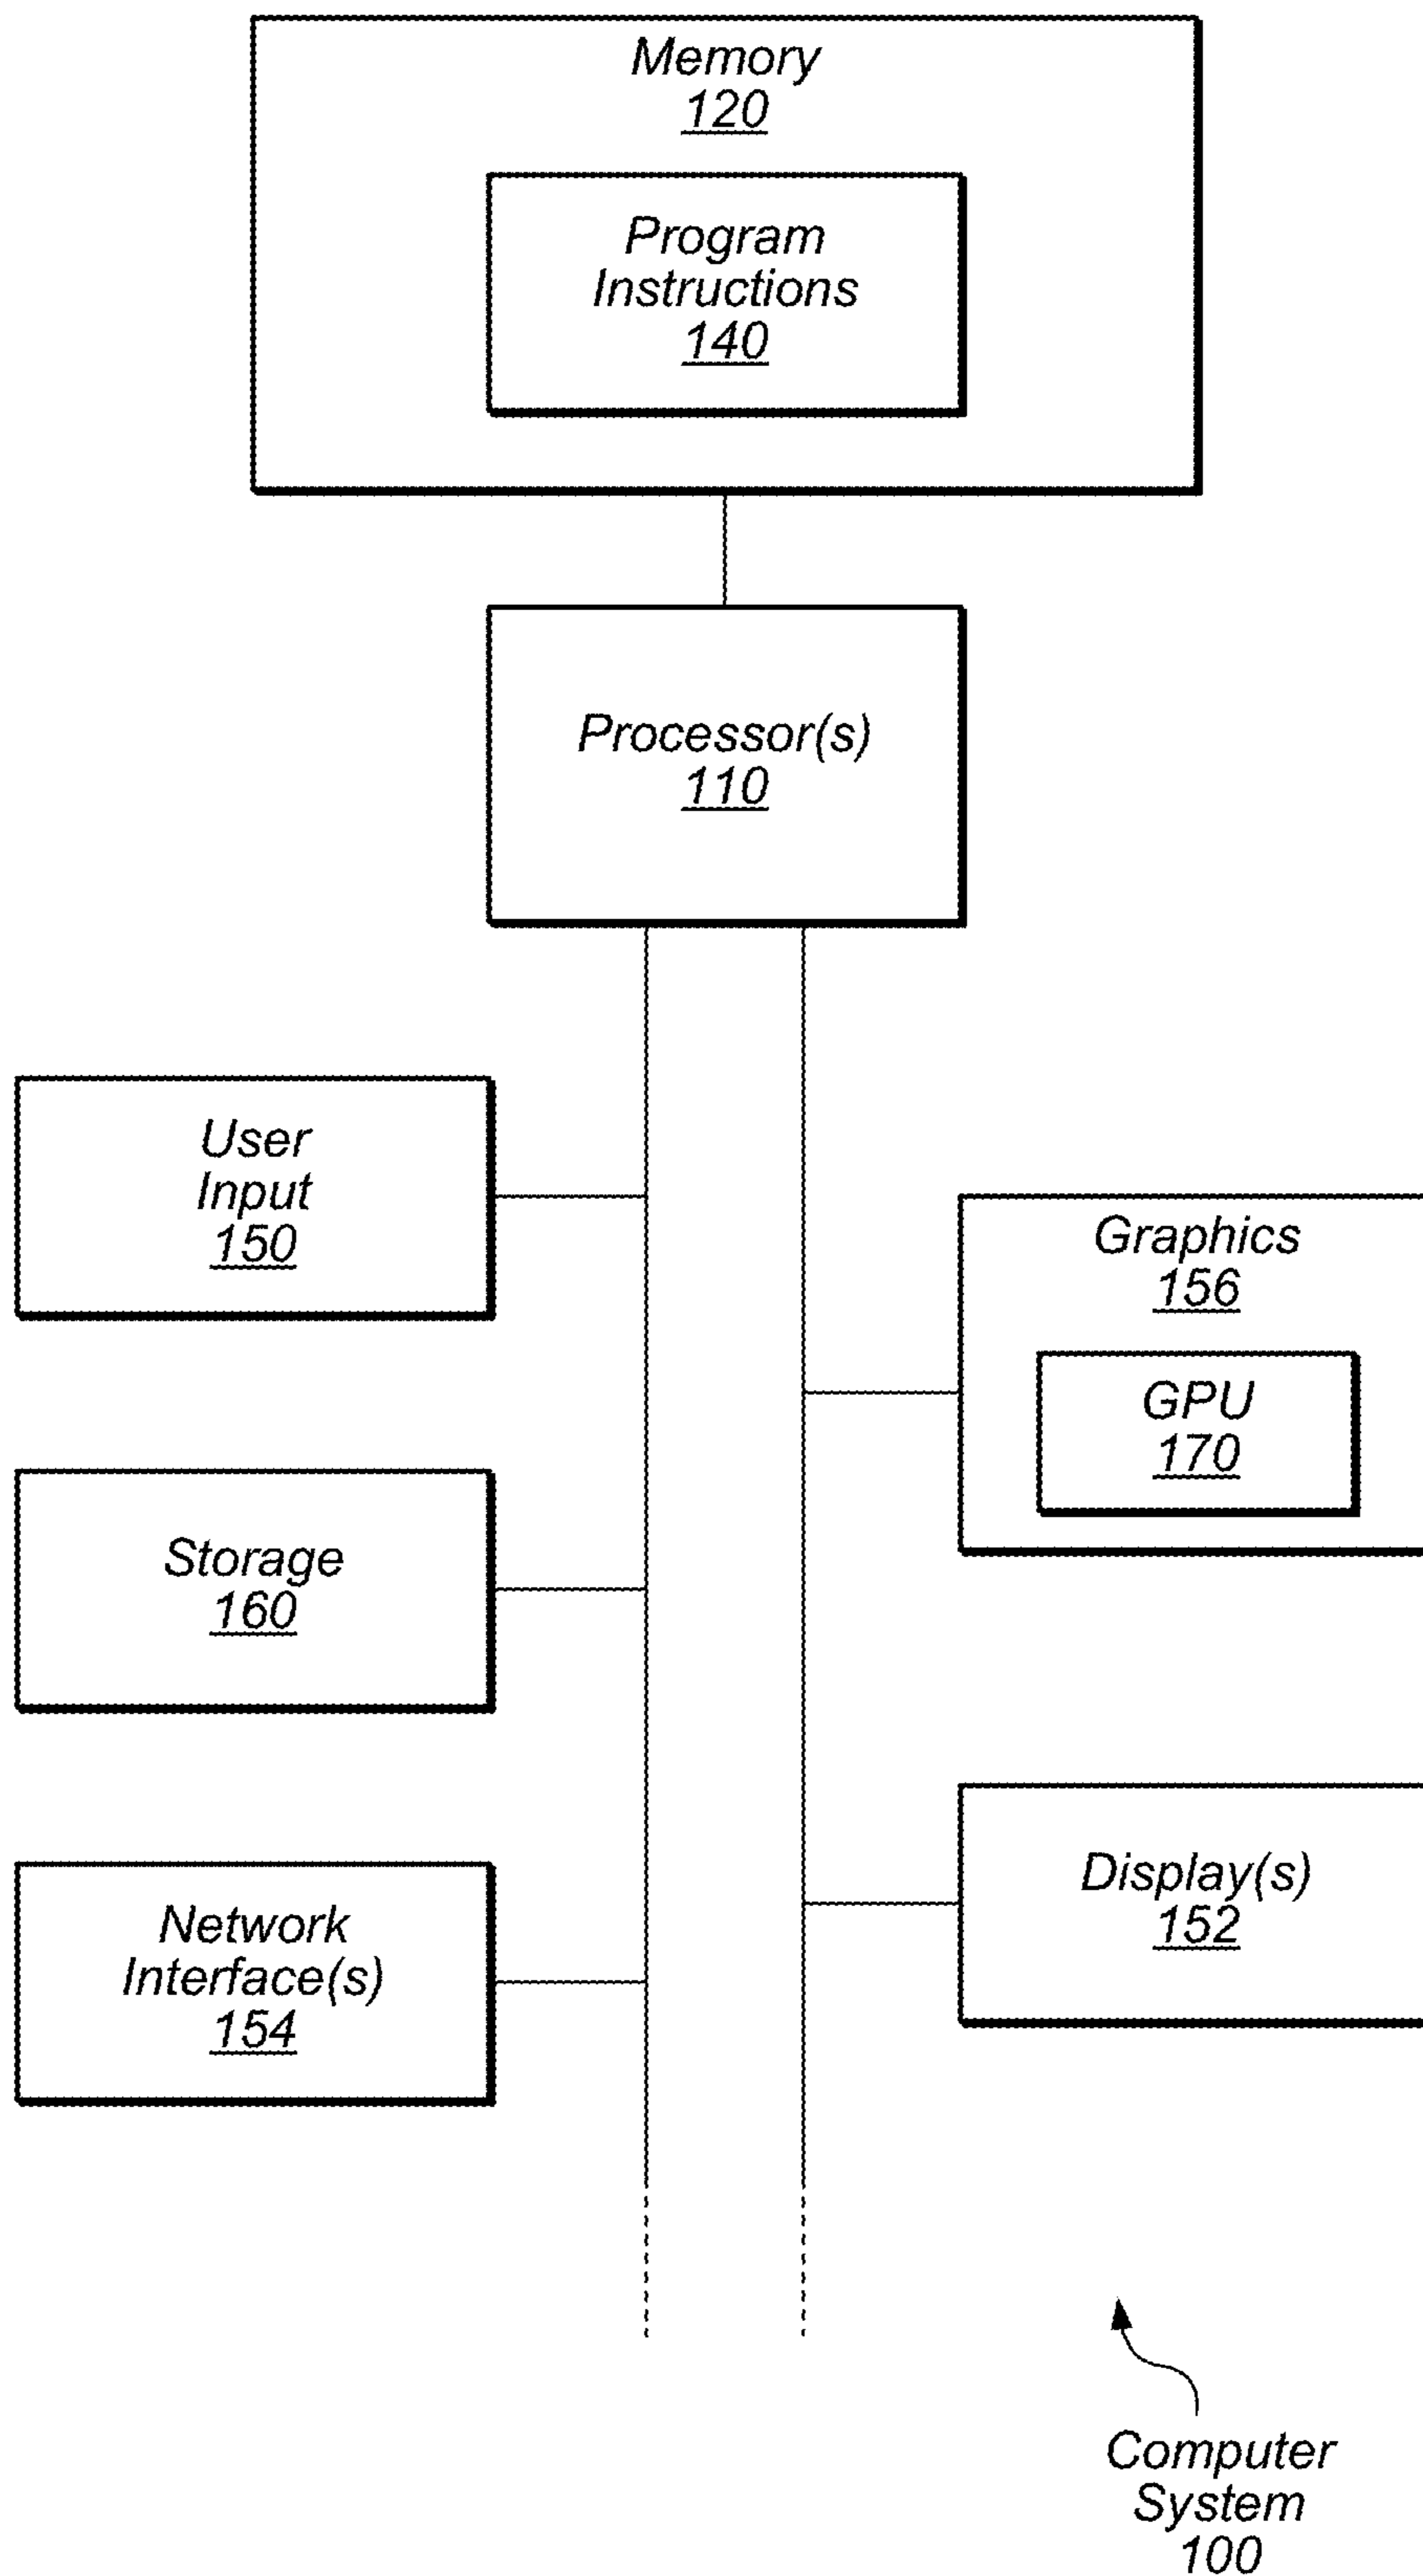 Memory
120
Program
Instructions
140
Processor(s)
110
User
Input
150
Graphics
156
GPU
170
Storage
160
Display(s)
152
Network
Interface(s)
154
Computer
System
100